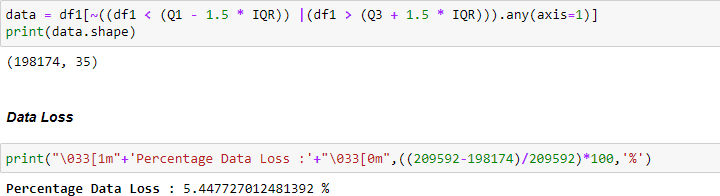 data = df1[~((df1 < (Q1 - 1.5 * IQR)) |(df1 > (Q3 + 1.5 * IQR))).any(axis=1)]
print(data.shape)
(198174, 35)
Data Loss
print("\033[1m"+'Percentage Data Loss :'+"\033[0m",((209592-198174)/209592)*100,'%')
Percentage Data Loss : 5.447727012481392 %